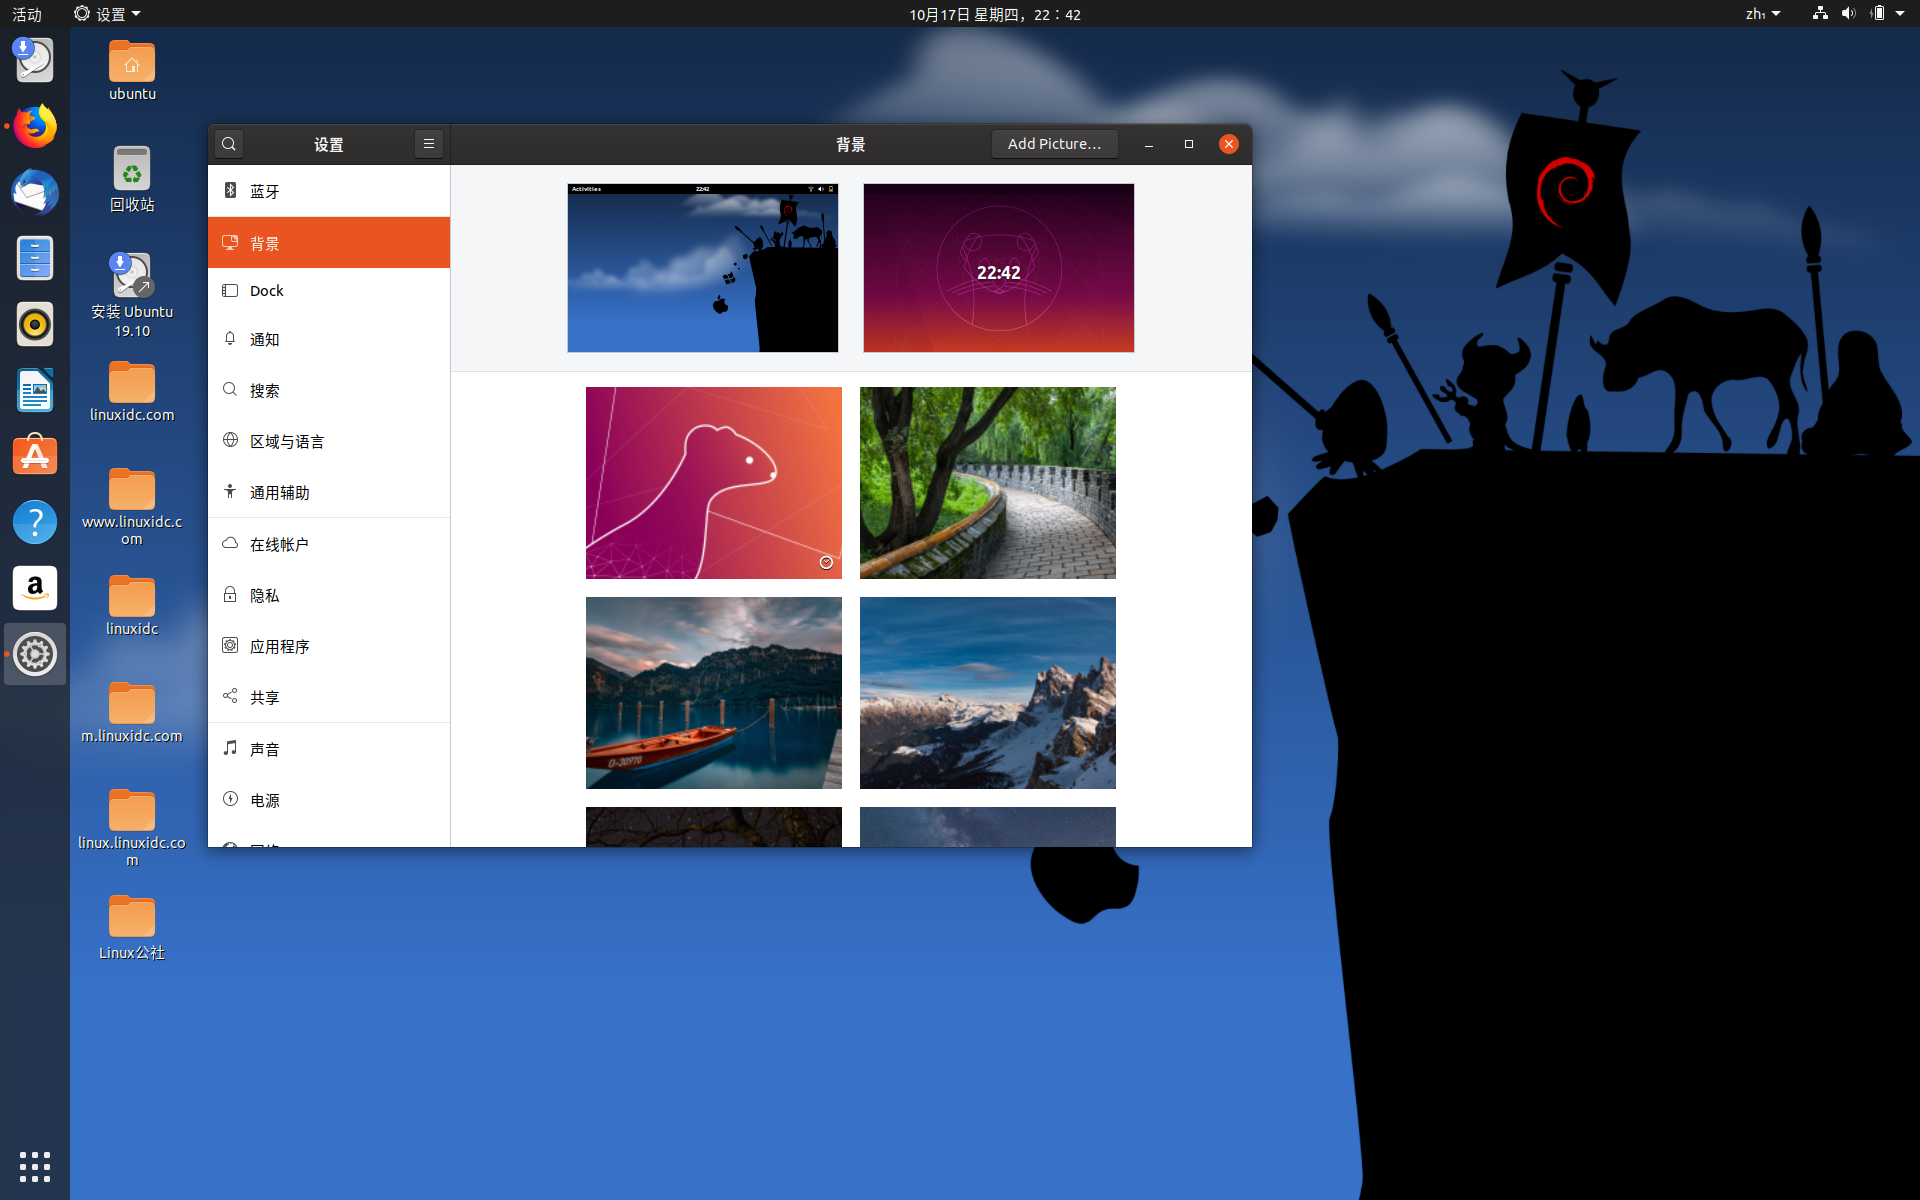 活动
设置
10月17日 星期四，22：42
zh₁
ubuntu
回收站
安装 Ubuntu
19.10
linuxidc.com
www.linuxidc.c
om
linuxidc
m.linuxidc.com
linux.linuxidc.co
m
Linux公社
设置
背景
Add Picture…
蓝牙
背景
Dock
通知
搜索
区域与语言
通用辅助
在线帐户
隐私
应用程序
共享
声音
电源
Activities
22:42
22:42
O-30970